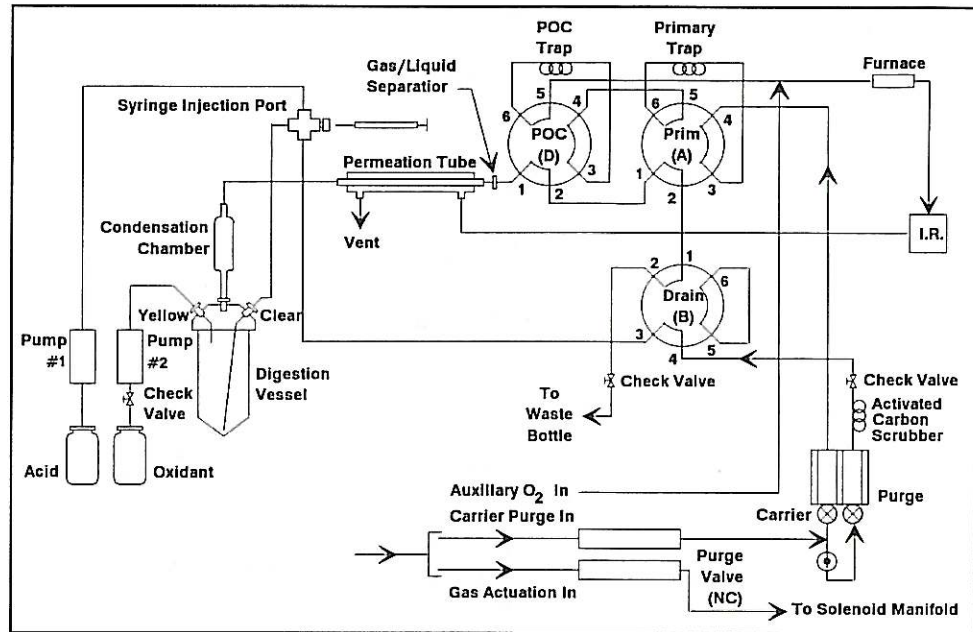 POC
Trap
Primary
Trap
Furnace
Gas/Liquid
Separatior
Syringe Injection Port
5
4
6
POC
(D)
3
1
2
5
6
4
Prim
(A)
1
3
2
Permeation Tube
Vent
I.R.
Condensation
Chamber
2
1
6
Drain
(B)
3
4
5
Yellow
Clear
Pump
#1
Pump
#2
Check
Valve
Digestion
Vessel
Acid
Oxidant
Check Valve
To
Waste
Bottle
Check Valve
Activated
Carbon
Scrubber
Auxillary O2 In
Carrier
Purge
Carrier Purge In
Gas Actuation In
Purge
Valve
(NC)
To Solenoid Manifold